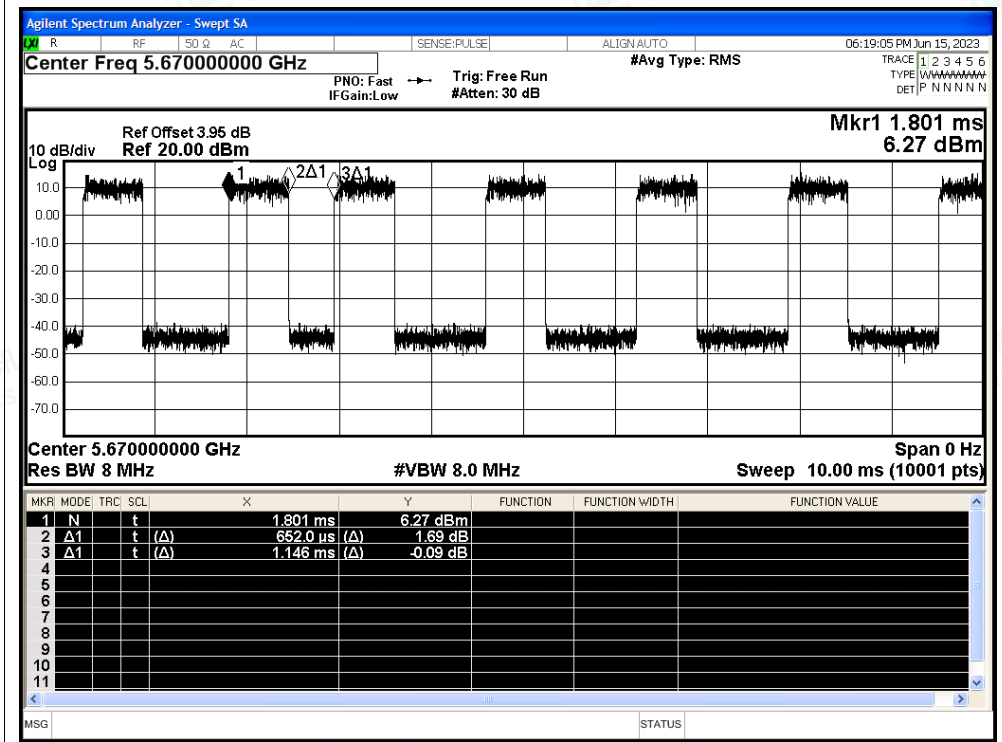 Agilent Spectrum Analyzer - Swept SA
LXI R RF 50 Ω AC SENSE:PULSE ALIGN AUTO 06:19:05 PM Jun 15, 2023
Center Freq 5.670000000 GHz #Avg Type: RMS TRACE 1 2 3 4 5 6
PNO: Fast Trig: Free Run TYPE
IFGain:Low #Atten: 30 dB DET P N N N N N
Mkr1 1.801 ms
Ref Offset 3.95 dB
10 dB/div Ref 20.00 dBm 6.27 dBm
Log
1 2Δ1 3Δ1
10.0
0.00
-10.0
-20.0
-30.0
-40.0
-50.0
-60.0
-70.0
Center 5.670000000 GHz Span 0 Hz
Res BW 8 MHz #VBW 8.0 MHz Sweep 10.00 ms (10001 pts)
MKR MODE TRC SCL X Y FUNCTION FUNCTION WIDTH FUNCTION VALUE
1 N t 1.801 ms 6.27 dBm
2 Δ1 t (Δ) 652.0 µs (Δ) 1.69 dB
3 Δ1 t (Δ) 1.146 ms (Δ) -0.09 dB
4
5
6
7
8
9
10
11
MSG STATUS